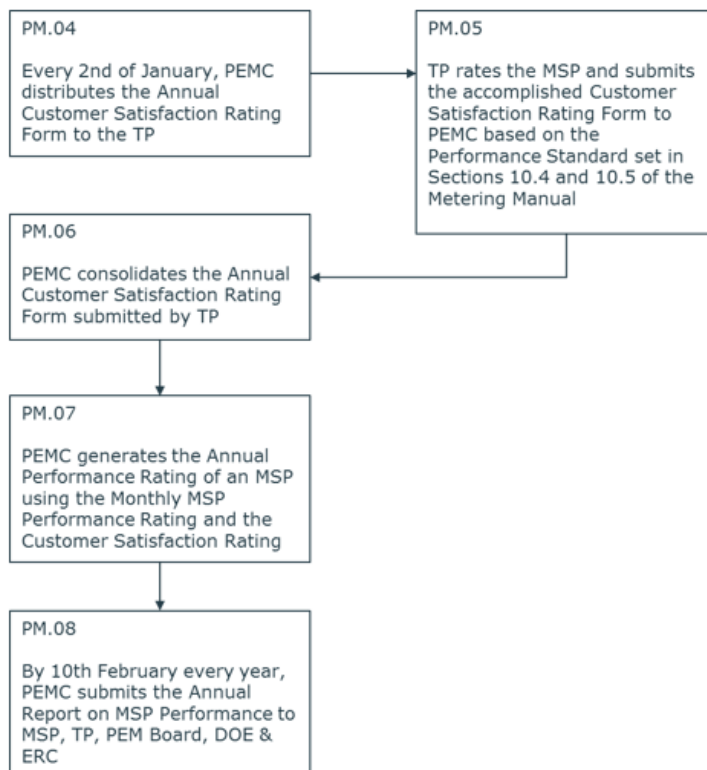 PM.04
Every 2nd of January, PEMC
distributes the Annual
Customer Satisfaction Rating
Form to the TP
PM.05
TP rates the MSP and submits
the accomplished Customer
Satisfaction Rating Form to
PEMC based on the
Performance Standard set in
Sections 10.4 and 10.5 of the
Metering Manual
PM.06
PEMC consolidates the Annual
Customer Satisfaction Rating
Form submitted by TP
PM.07
PEMC generates the Annual
Performance Rating of an MSP
using the Monthly MSP
Performance Rating and the
Customer Satisfaction Rating
PM.08
By 10th February every year,
PEMC submits the Annual
Report on MSP Performance to
MSP, TP, PEM Board, DOE &
ERC